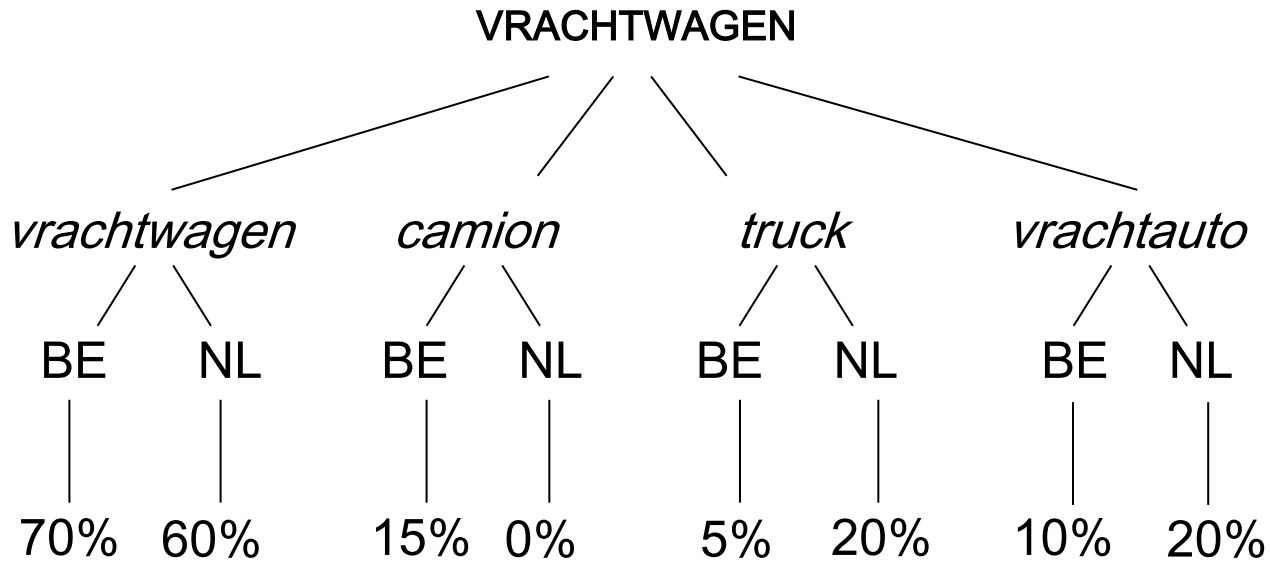 VRACHTWAGEN
vrachtwagen camion truck vrachtauto
BE NL BE NL BE NL BE NL
70% 60% 15% 0% 5% 20% 10% 20%